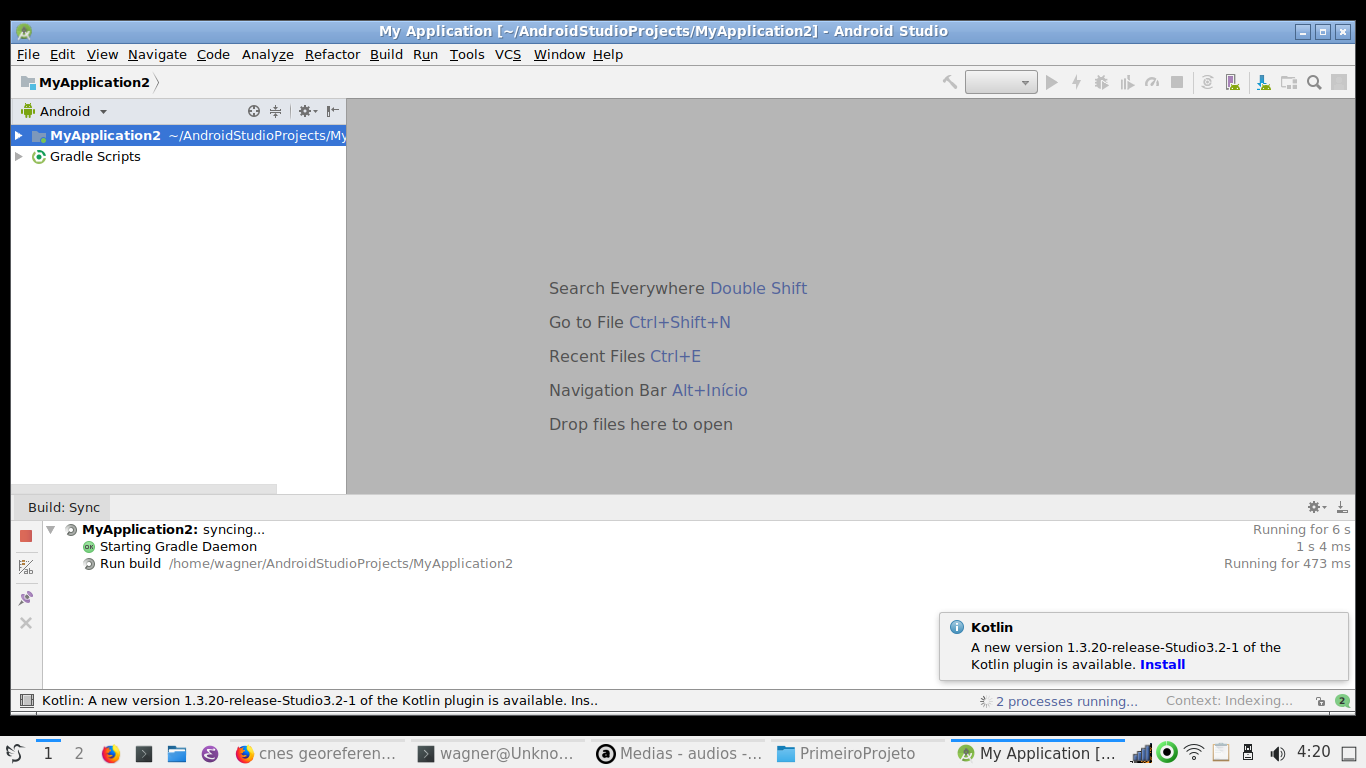 My Application [~/AndroidStudioProjects/MyApplication2] - Android Studio
File Edit View Navigate Code Analyze Refactor Build Run Tools VCS Window Help
MyApplication2
Android
MyApplication2 ~/AndroidStudioProjects/My
Gradle Scripts
Search Everywhere Double Shift
Go to File Ctrl+Shift+N
Recent Files Ctrl+E
Navigation Bar Alt+Início
Drop files here to open
Build: Sync
MyApplication2: syncing... Running for 6 s
OK Starting Gradle Daemon 1 s 4 ms
Run build /home/wagner/AndroidStudioProjects/MyApplication2 Running for 473 ms
Kotlin
A new version 1.3.20-release-Studio3.2-1 of the
Kotlin plugin is available. Install
Kotlin: A new version 1.3.20-release-Studio3.2-1 of the Kotlin plugin is available. Ins.. 2 processes running... Context: Indexing... 2
1 2 cnes georeferen... wagner@Unkno... Medias - audios -... PrimeiroProjeto My Application [... 4:20